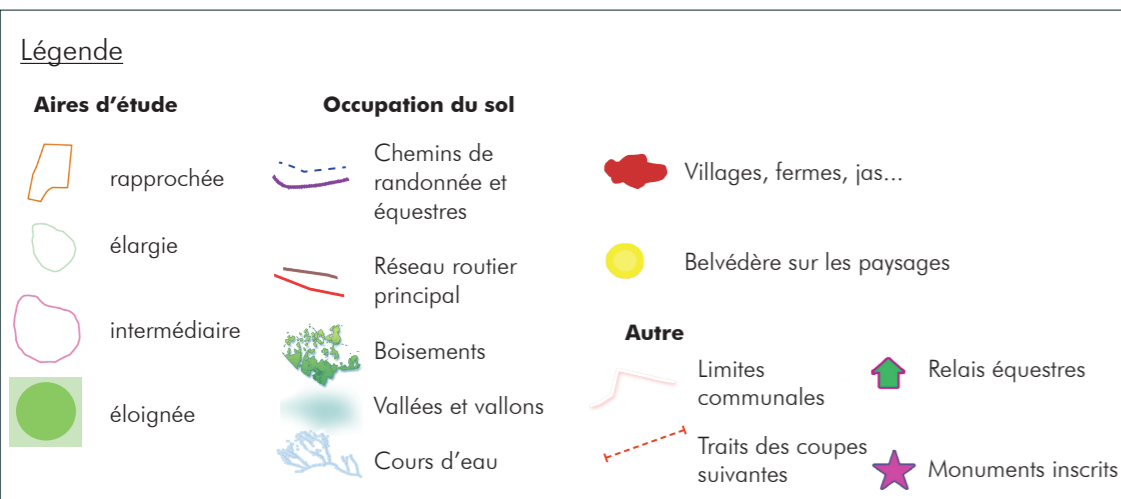 Légende
Aires d'étude
rapprochée
élargie
intermédiaire
éloignée
Occupation du sol
Chemins de
randonnée et
équestres
Réseau routier
principal
Boisements
Vallées et vallons
Cours d'eau
Villages, fermes, jas...
Belvédère sur les paysages
Autre
Limites
communales
Traits des coupes
suivantes
Relais équestres
Monuments inscrits